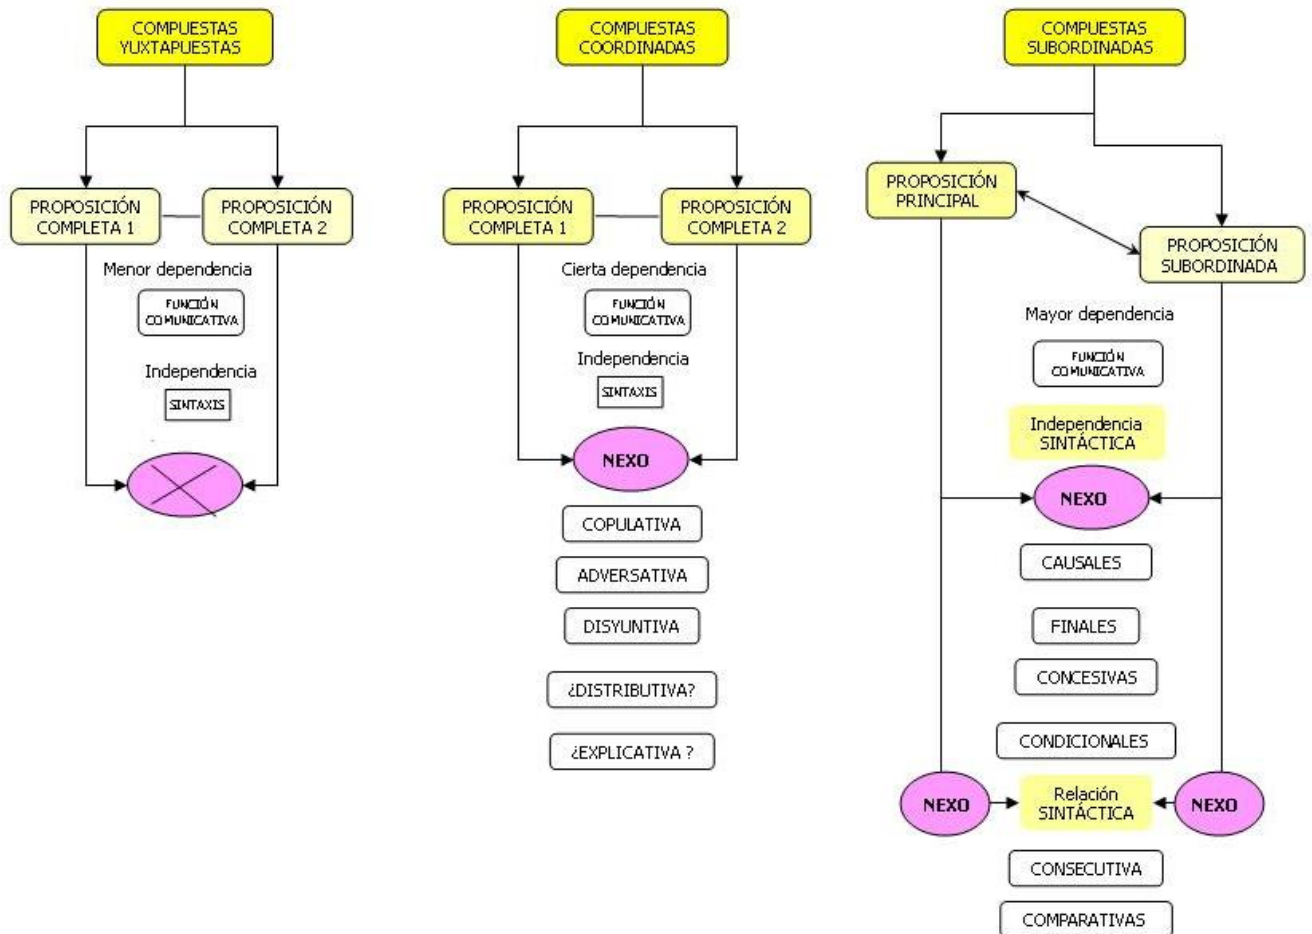 COMPUESTAS
YUXTAPUESTAS
PROPOSICIÓN
COMPLETA 1
PROPOSICIÓN
COMPLETA 2
Menor dependencia
FUNCIÓN
COMUNICATIVA
Independencia
SINTAXIS
COMPUESTAS
COORDINADAS
PROPOSICIÓN
COMPLETA 1
PROPOSICIÓN
COMPLETA 2
Cierta dependencia
FUNCIÓN
COMUNICATIVA
Independencia
SINTAXIS
NEXO
COPULATIVA
ADVERSATIVA
DISYUNTIVA
¿DISTRIBUTIVA?
¿EXPLICATIVA ?
COMPUESTAS
SUBORDINADAS
PROPOSICIÓN
PRINCIPAL
PROPOSICIÓN
SUBORDINADA
Mayor dependencia
FUNCIÓN
COMUNICATIVA
Independencia
SINTÁCTICA
NEXO
CAUSALES
FINALES
CONCESIVAS
CONDICIONALES
NEXO
Relación
SINTÁCTICA
NEXO
CONSECUTIVA
COMPARATIVAS